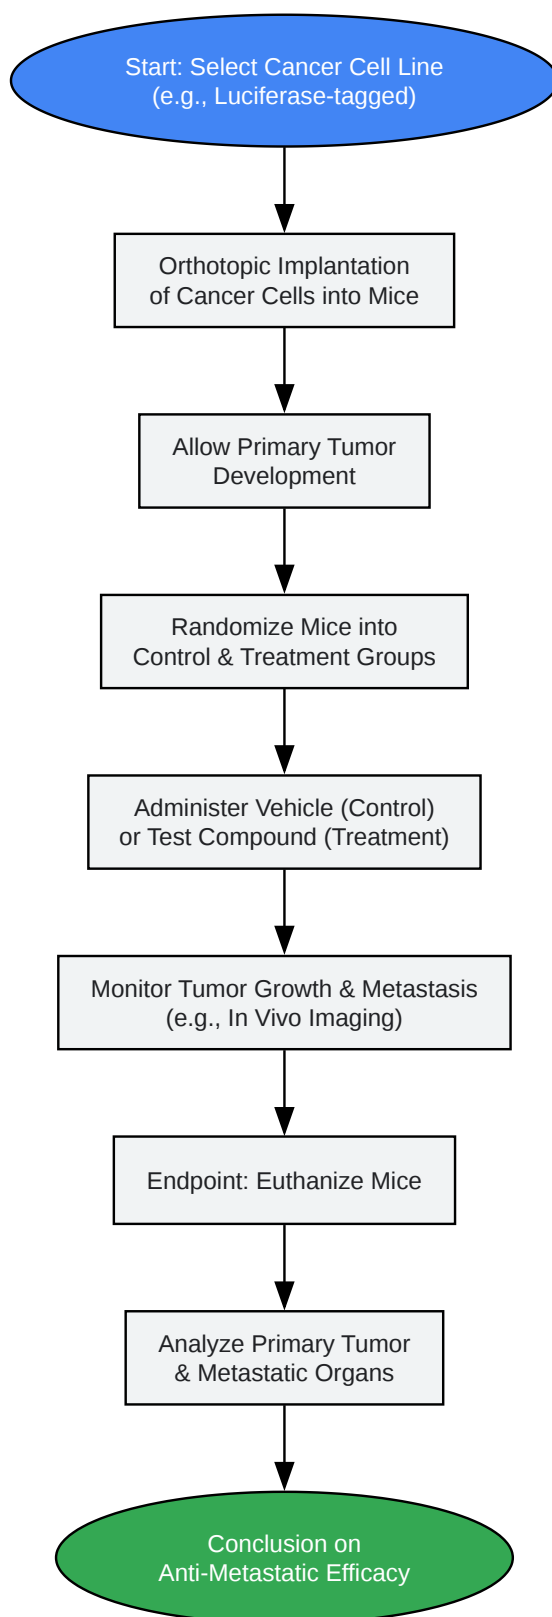 Start: Select Cancer Cell Line
(e.g., Luciferase-tagged)
Orthotopic Implantation
of Cancer Cells into Mice
Allow Primary Tumor
Development
Randomize Mice into
Control & Treatment Groups
Administer Vehicle (Control)
or Test Compound (Treatment)
Monitor Tumor Growth & Metastasis
(e.g., In Vivo Imaging)
Endpoint: Euthanize Mice
Analyze Primary Tumor
& Metastatic Organs
Conclusion on
Anti-Metastatic Efficacy